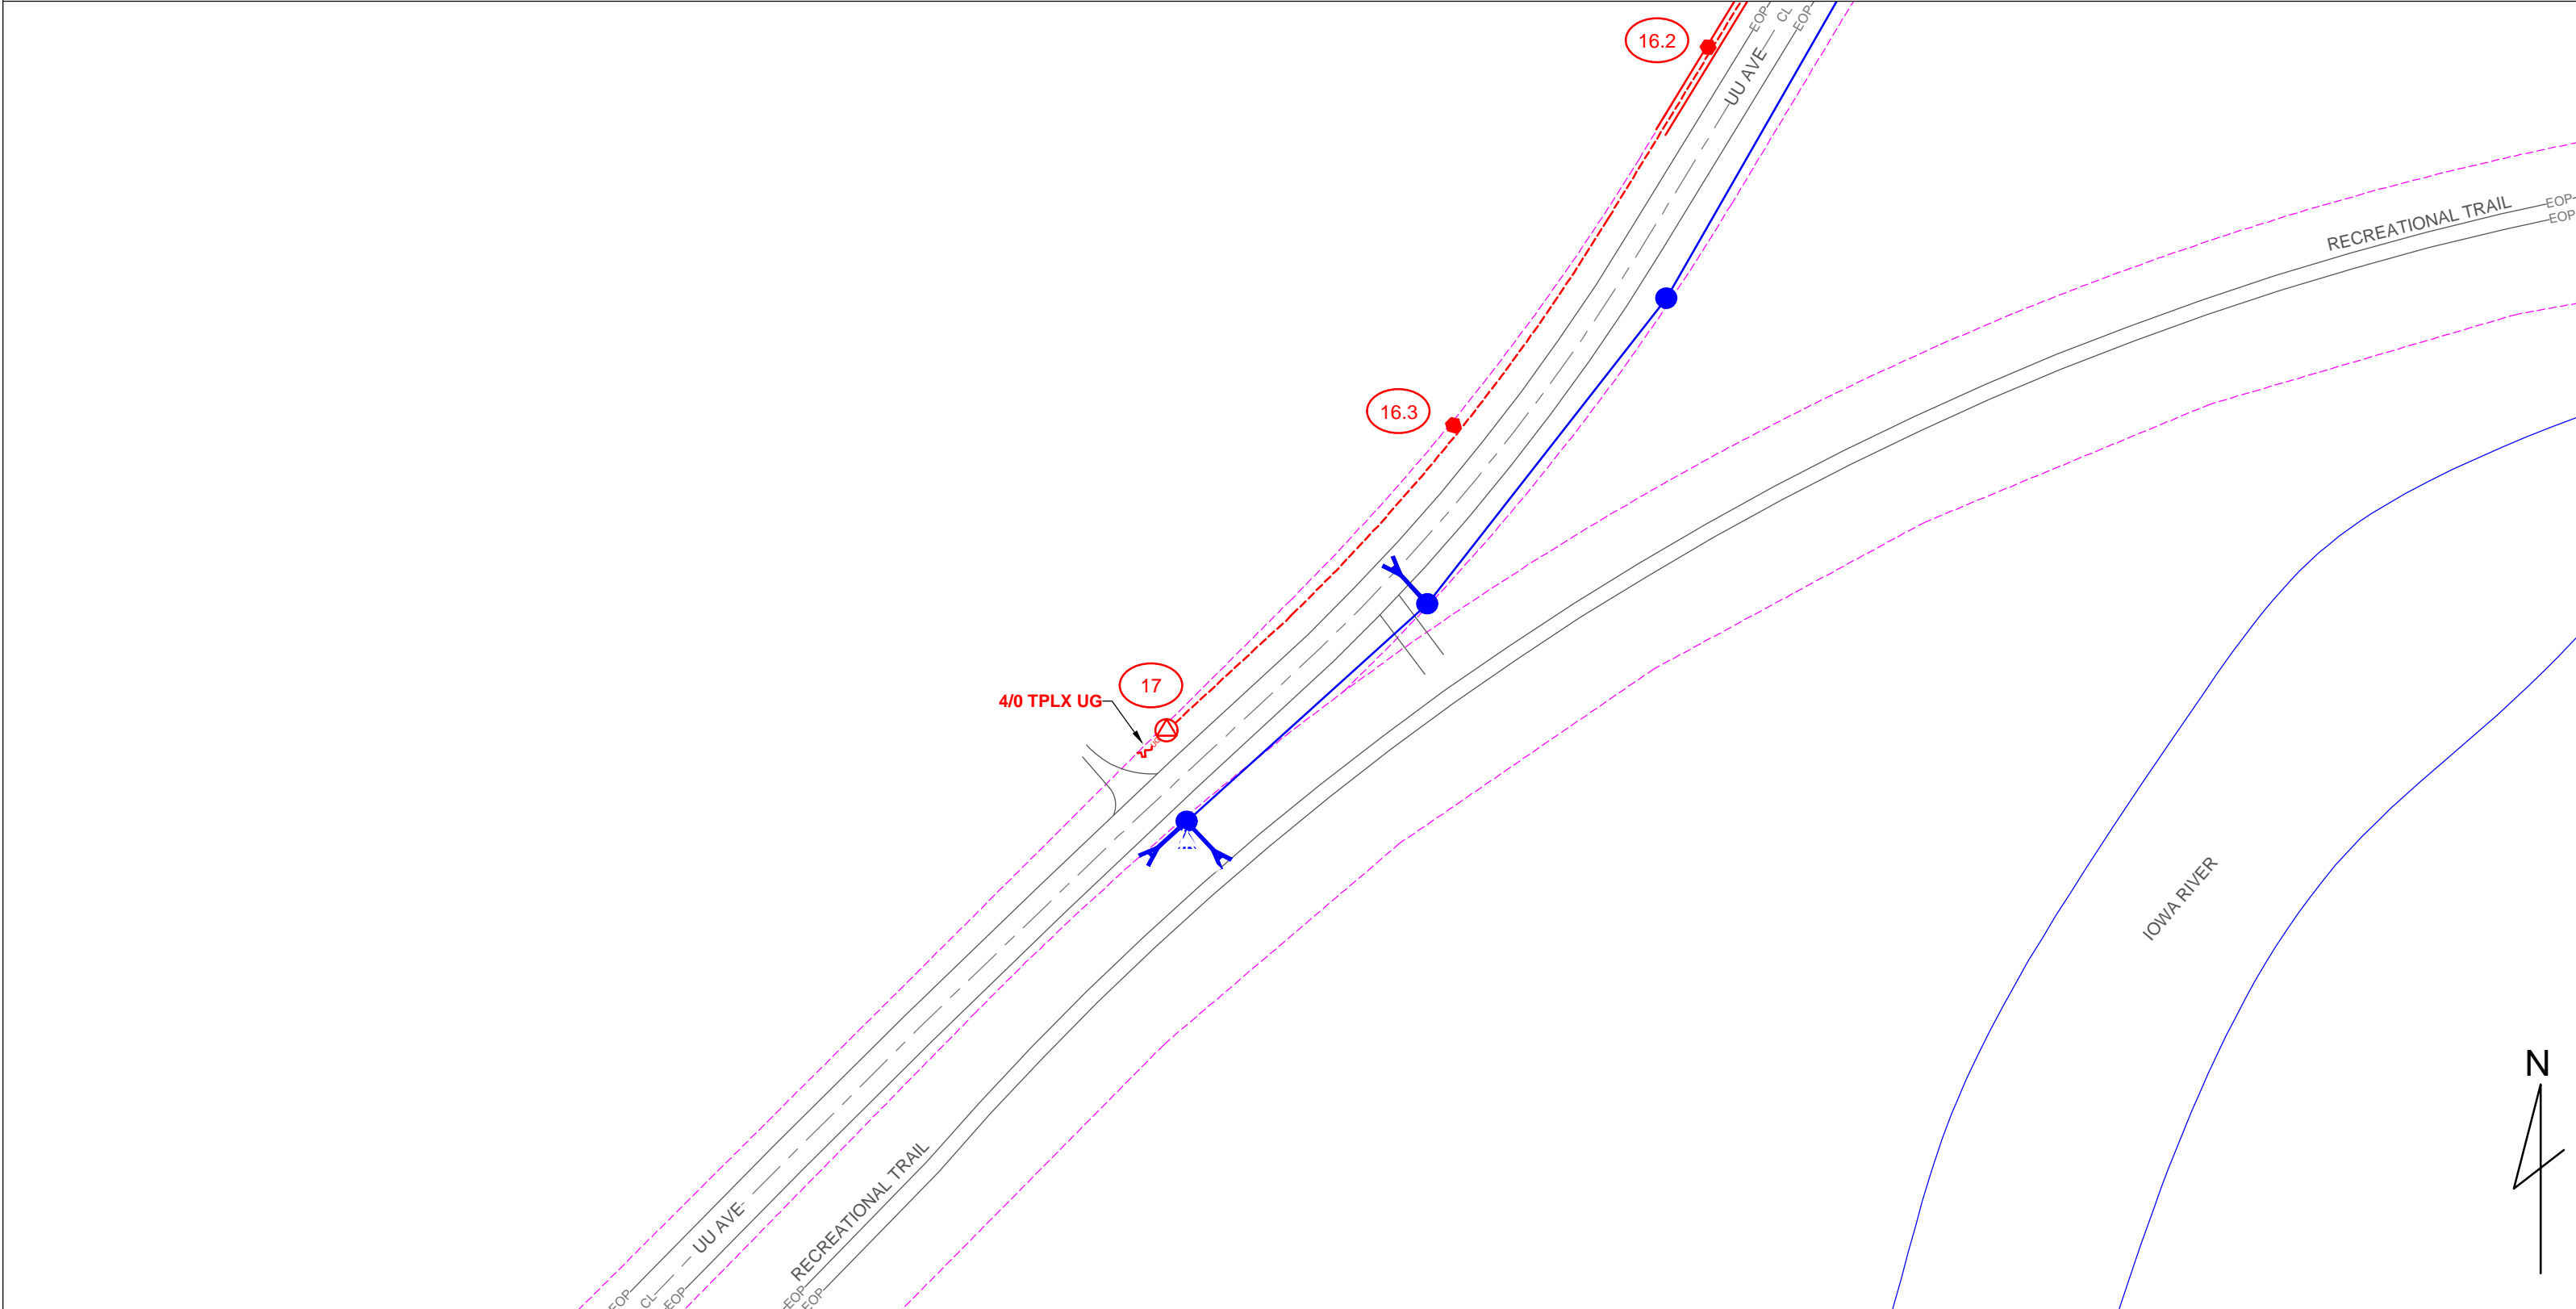 EOP
CL
EOP
16.2
UU AVE
RECREATIONAL TRAIL
EOP
EOP
16.3
17
4/0 TPLX UG
IOWA RIVER
N
RECREATIONAL TRAIL
UU AVE
EOP
CL
EOP
EOP
EOP